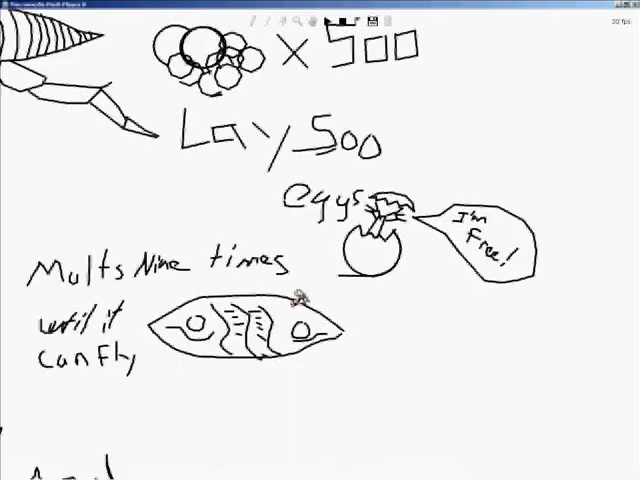 x 500
Lay 500
eggs
I'm
Free!
Molts Nine times
until it
can Fly